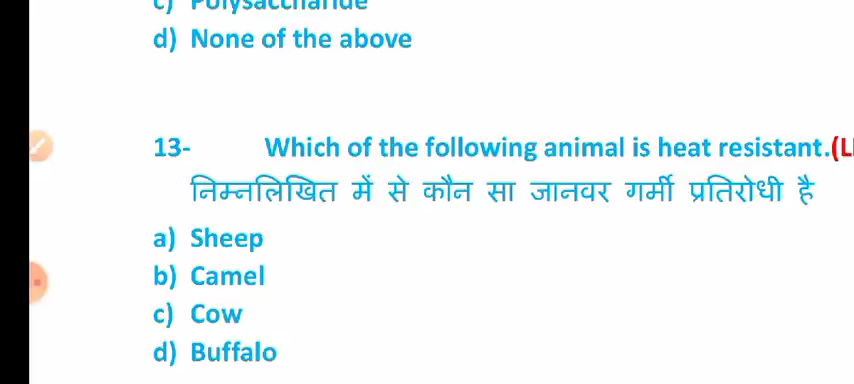 c) Polysaccharide
d) None of the above
13- Which of the following animal is heat resistant.(L
निम्नलिखित में से कौन सा जानवर गर्मी प्रतिरोधी है
a) Sheep
b) Camel
c) Cow
d) Buffalo